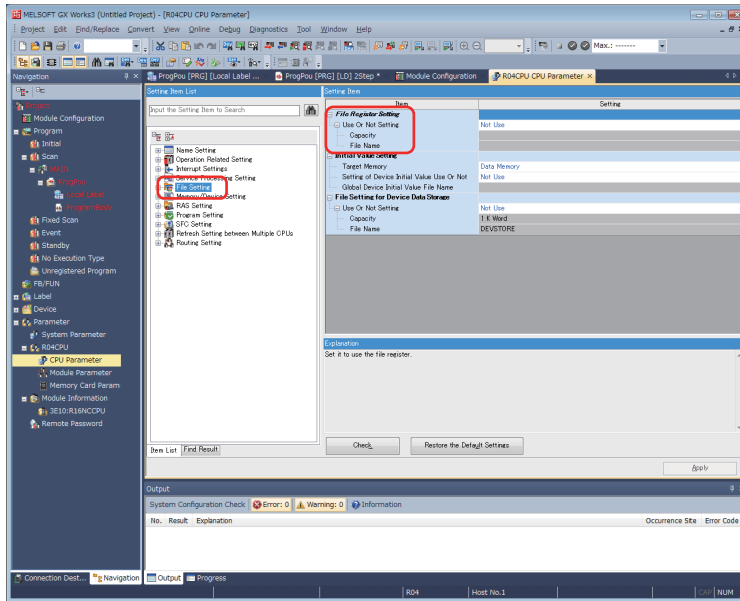 MELSOFT GX Works3 (Untitled Project) - [R04CPU CPU Parameter]
Project Edit Find/Replace Convert View Online Debug Diagnostics Tool Window Help
Max.: -------
Navigation
ProgPou [PRG] [Local Label ...
ProgPou [PRG] [LD] 2Step *
Module Configuration
R04CPU CPU Parameter
Project
Module Configuration
Program
Initial
Scan
MAIN
ProgPou
Local Label
ProgramBody
Fixed Scan
Event
Standby
No Execution Type
Unregistered Program
FB/FUN
Label
Device
Parameter
System Parameter
R04CPU
CPU Parameter
Module Parameter
Memory Card Param
Module Information
3E10:R16NCCPU
Remote Password
Setting Item List
Input the Setting Item to Search
Name Setting
Operation Related Setting
Interrupt Settings
Service Processing Setting
File Setting
Memory/Device Setting
RAS Setting
Program Setting
SFC Setting
Refresh Setting between Multiple CPUs
Routing Setting
Item List Find Result
Setting Item
Item Setting
File Register Setting
Use Or Not Setting Not Use
Capacity
File Name
Initial Value Setting
Target Memory Data Memory
Setting of Device Initial Value Use Or Not Not Use
Global Device Initial Value File Name
File Setting for Device Data Storage
Use Or Not Setting Not Use
Capacity 1 K Word
File Name DEVSTORE
Explanation
Set it to use the file register.
Check Restore the Default Settings
Apply
Output
System Configuration Check Error: 0 Warning: 0 Information
No. Result Explanation Occurrence Site Error Code
Connection Dest... Navigation Output Progress
R04 Host No.1 CAP NUM